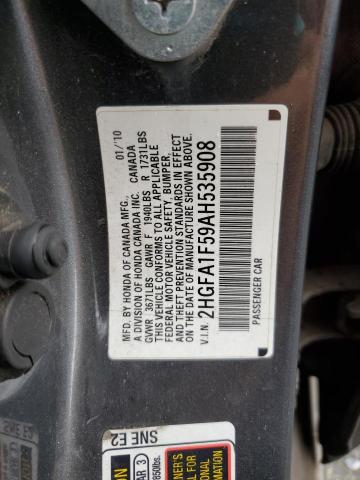 MFD. BY HONDA OF CANADA MFG.,                01/'10
A DIVISION OF HONDA CANADA INC.              CANADA
GVWR 3671LBS GAWR F 1940LBS R 1731LBS
THIS VEHICLE CONFORMS TO ALL APPLICABLE
FEDERAL MOTOR VEHICLE SAFETY, BUMPER,
AND THEFT PREVENTION STANDARDS IN EFFECT
ON THE DATE OF MANUFACTURE SHOWN ABOVE.
V.I.N. 2HGFA1F59AH535908
PASSENGER CAR
SNE E2